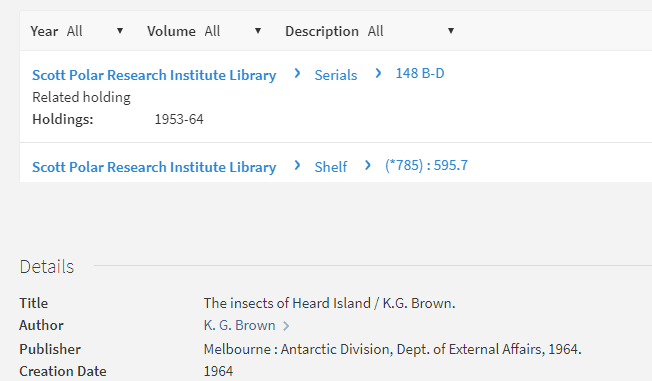 Year All Volume All Description All
Scott Polar Research Institute Library Serials 148 B-D
Related holding
Holdings: 1953-64
Scott Polar Research Institute Library Shelf (*785) : 595.7
Details
Title The insects of Heard Island / K.G. Brown.
Author K. G. Brown
Publisher Melbourne : Antarctic Division, Dept. of External Affairs, 1964.
Creation Date 1964